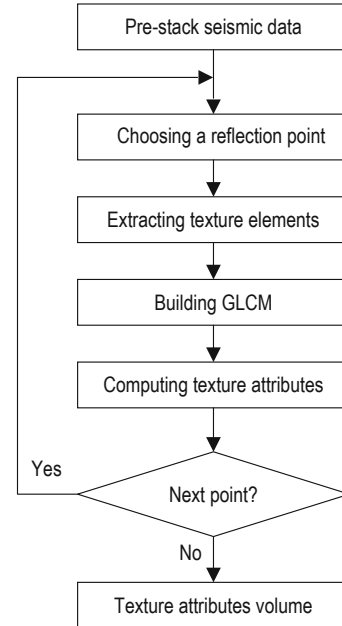 Pre-stack seismic data
Choosing a reflection point
Extracting texture elements
Building GLCM
Computing texture attributes
Yes
Next point?
No
Texture attributes volume